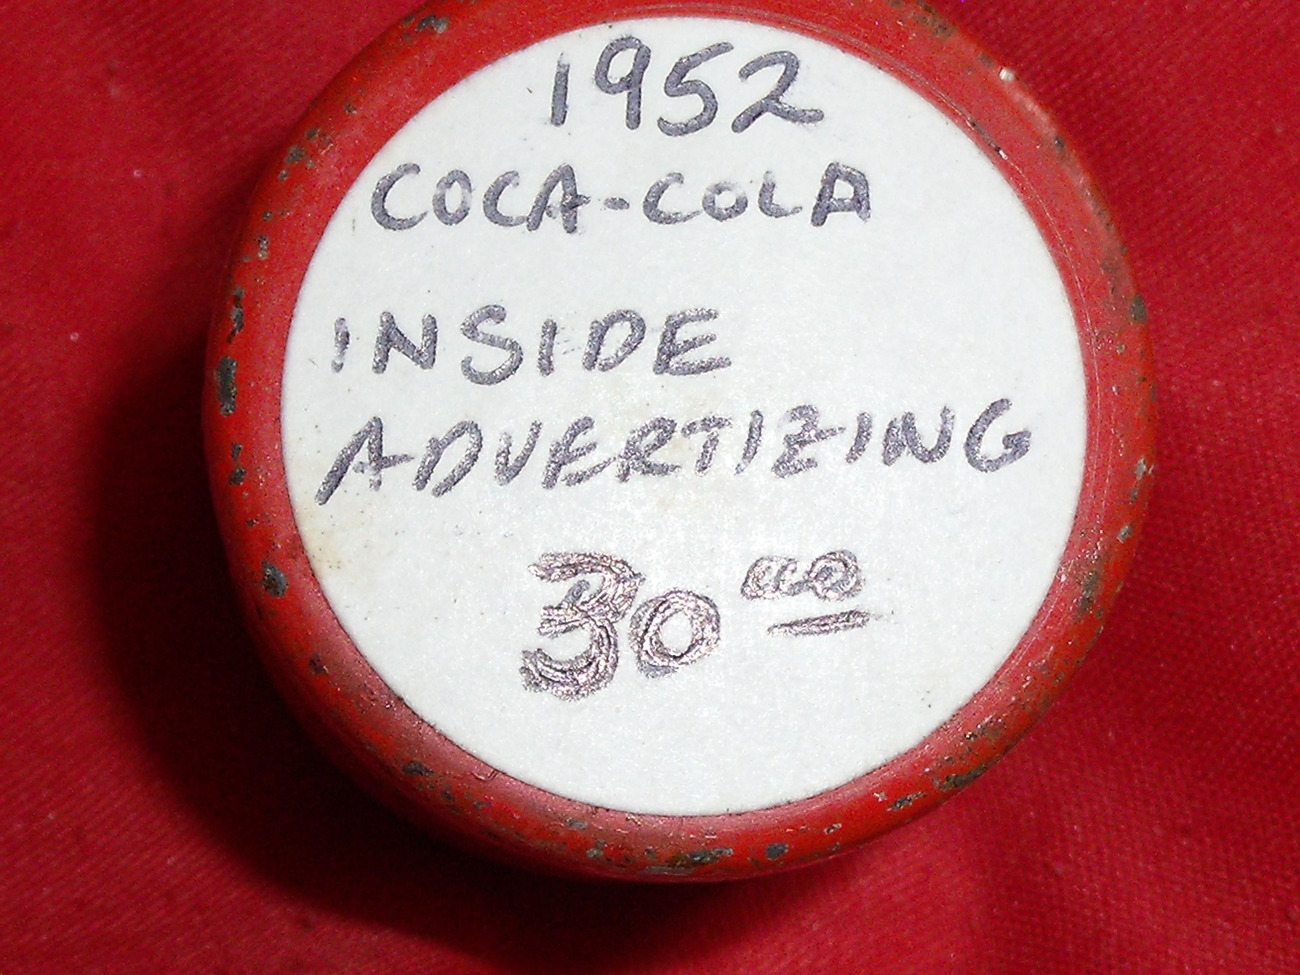 1952
COCA-COLA
INSIDE
ADVERTIZING
30 00